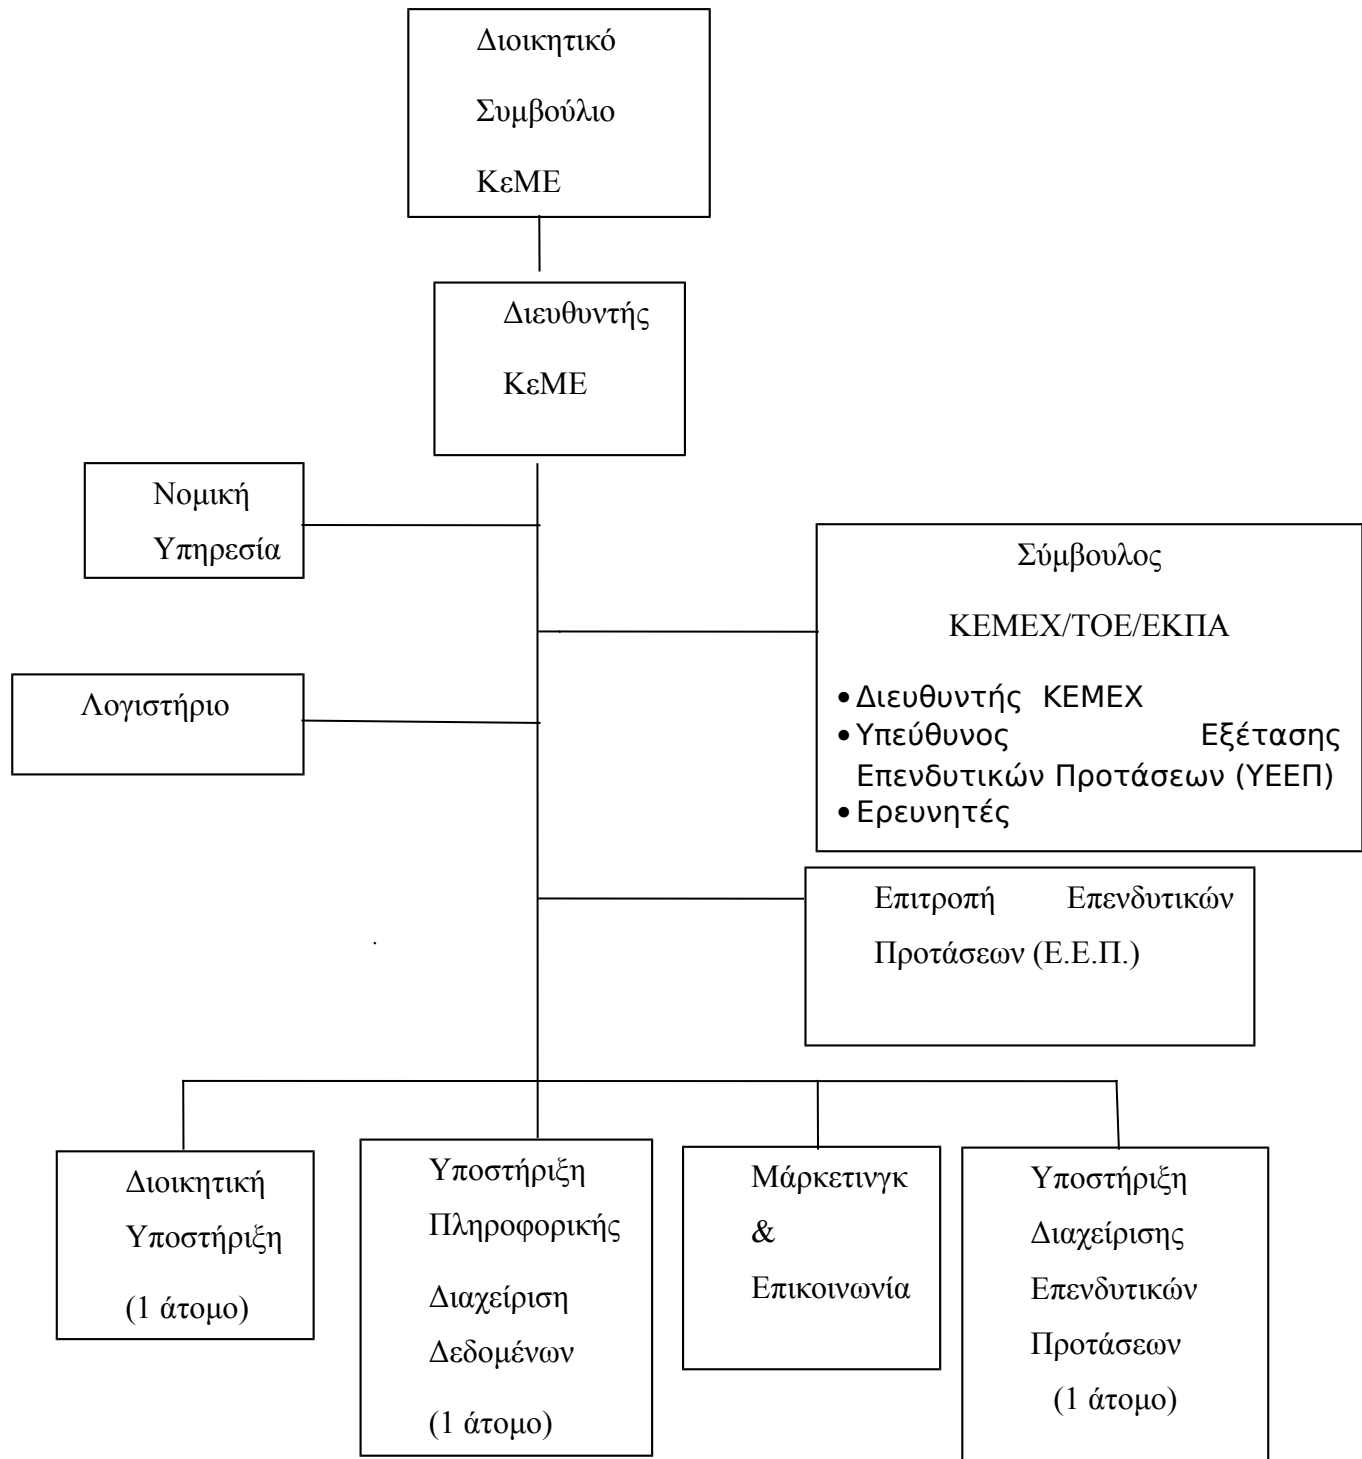 Διοικητικό
Συμβούλιο
ΚεΜΕ
Διευθυντής
ΚεΜΕ
Νομική
Υπηρεσία
Σύμβουλος
ΚΕΜΕΧ/ΤΟΕ/ΕΚΠΑ
• Διευθυντής ΚΕΜΕΧ
• Υπεύθυνος Εξέτασης
Επενδυτικών Προτάσεων (ΥΕΕΠ)
• Ερευνητές
Λογιστήριο
Επιτροπή Επενδυτικών
Προτάσεων (Ε.Ε.Π.)
Διοικητική
Υποστήριξη
(1 άτομο)
Υποστήριξη
Πληροφορικής
Διαχείριση
Δεδομένων
(1 άτομο)
Μάρκετινγκ
&
Επικοινωνία
Υποστήριξη
Διαχείρισης
Επενδυτικών
Προτάσεων
(1 άτομο)